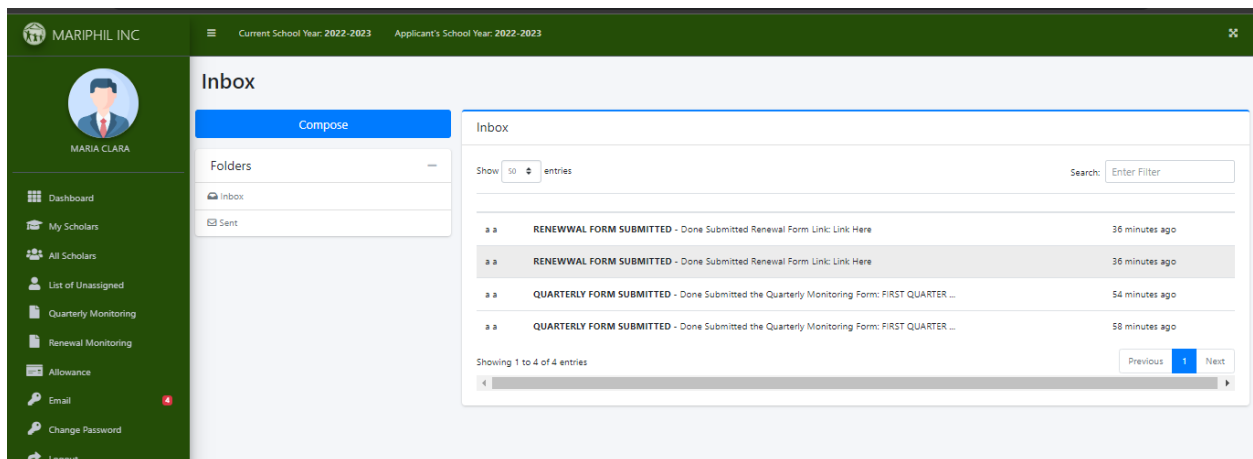 MARIPHIL INC
Current School Year: 2022-2023 Applicant's School Year: 2022-2023
MARIA CLARA
Dashboard
My Scholars
All Scholars
List of Unassigned
Quarterly Monitoring
Renewal Monitoring
Allowance
Email 4
Change Password
Logout
Inbox
Compose
Folders
Inbox
Sent
Inbox
Show 50 entries Search: Enter Filter
a a RENEWWAL FORM SUBMITTED - Done Submitted Renewal Form Link: Link Here 36 minutes ago
a a RENEWWAL FORM SUBMITTED - Done Submitted Renewal Form Link: Link Here 36 minutes ago
a a QUARTERLY FORM SUBMITTED - Done Submitted the Quarterly Monitoring Form: FIRST QUARTER ... 54 minutes ago
a a QUARTERLY FORM SUBMITTED - Done Submitted the Quarterly Monitoring Form: FIRST QUARTER ... 58 minutes ago
Showing 1 to 4 of 4 entries Previous 1 Next